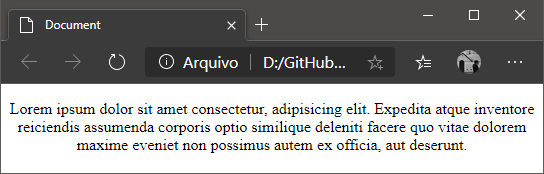 Document
Arquivo
D:/GitHub...
Lorem ipsum dolor sit amet consectetur, adipisicing elit. Expedita atque inventore
reiciendis assumenda corporis optio similique deleniti facere quo vitae dolorem
maxime eveniet non possimus autem ex officia, aut deserunt.